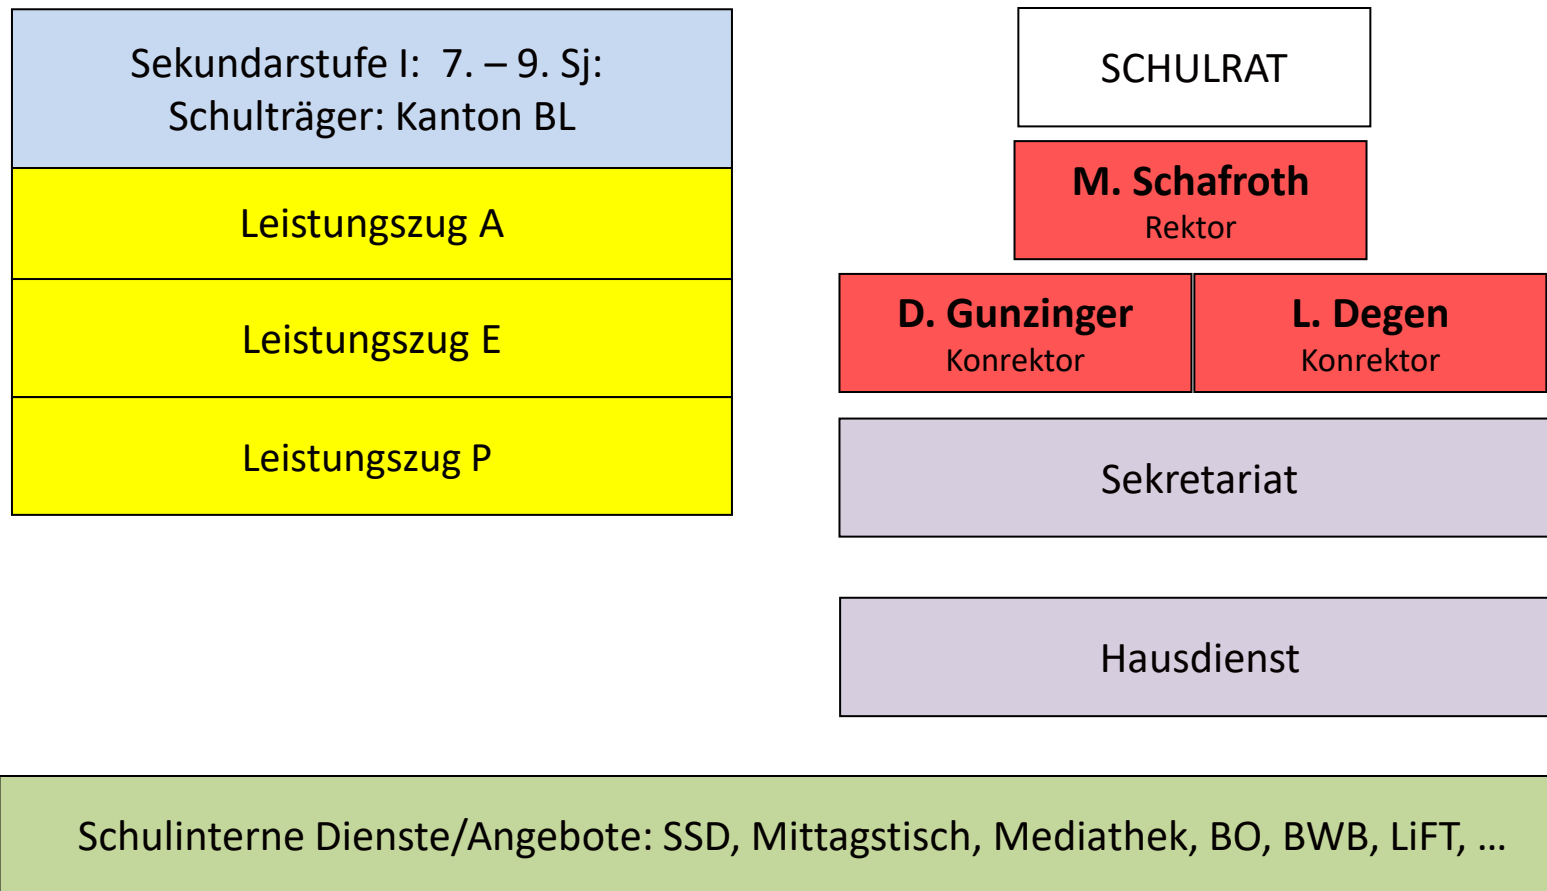 Sekundarstufe I: 7. – 9. Sj:
Schulträger: Kanton BL
Leistungszug A
Leistungszug E
Leistungszug P
SCHULRAT
M. Schafroth
Rektor
D. Gunzinger
Konrektor
L. Degen
Konrektor
Sekretariat
Hausdienst
Schulinterne Dienste/Angebote: SSD, Mittagstisch, Mediathek, BO, BWB, LiFT, …